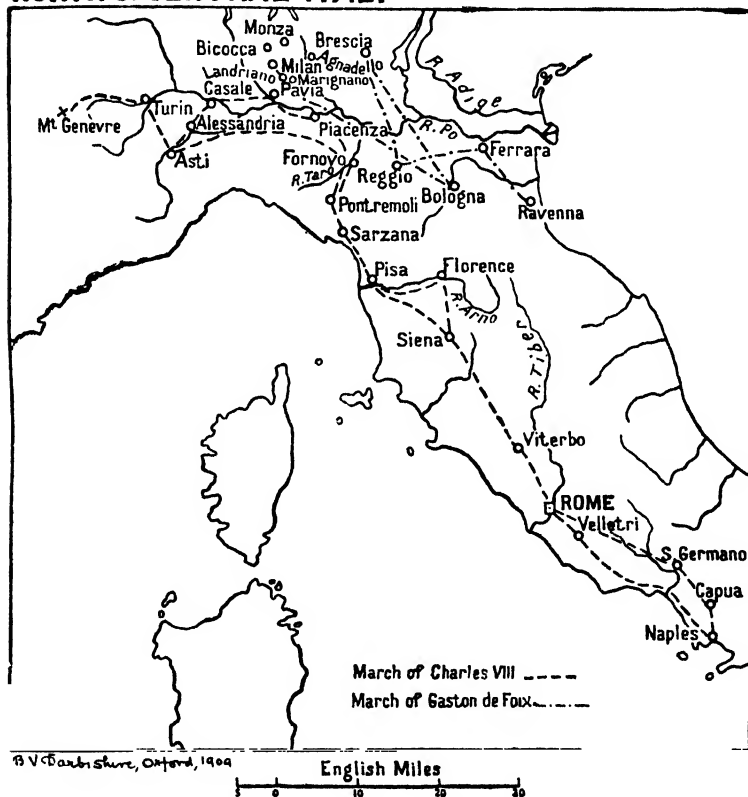 Monza
Bicocca
Brescia
Milan
Agnadello
Landriano
Marignano
R. Adige
Casale
Pavia
Turin
Mt. Genevre
Alessandria
Piacenza
R. Po
Asti
Fornovo
R. Taro
Reggio
Ferrara
Bologna
Pontremoli
Ravenna
Sarzana
Pisa
Florence
R. Arno
Siena
R. Tiber
Viterbo
ROME
Velletri
S. Germano
Capua
Naples
March of Charles VIII
March of Gaston de Foix
B V Darbishire, Oxford, 1909
English Miles
5 0 10 20 30